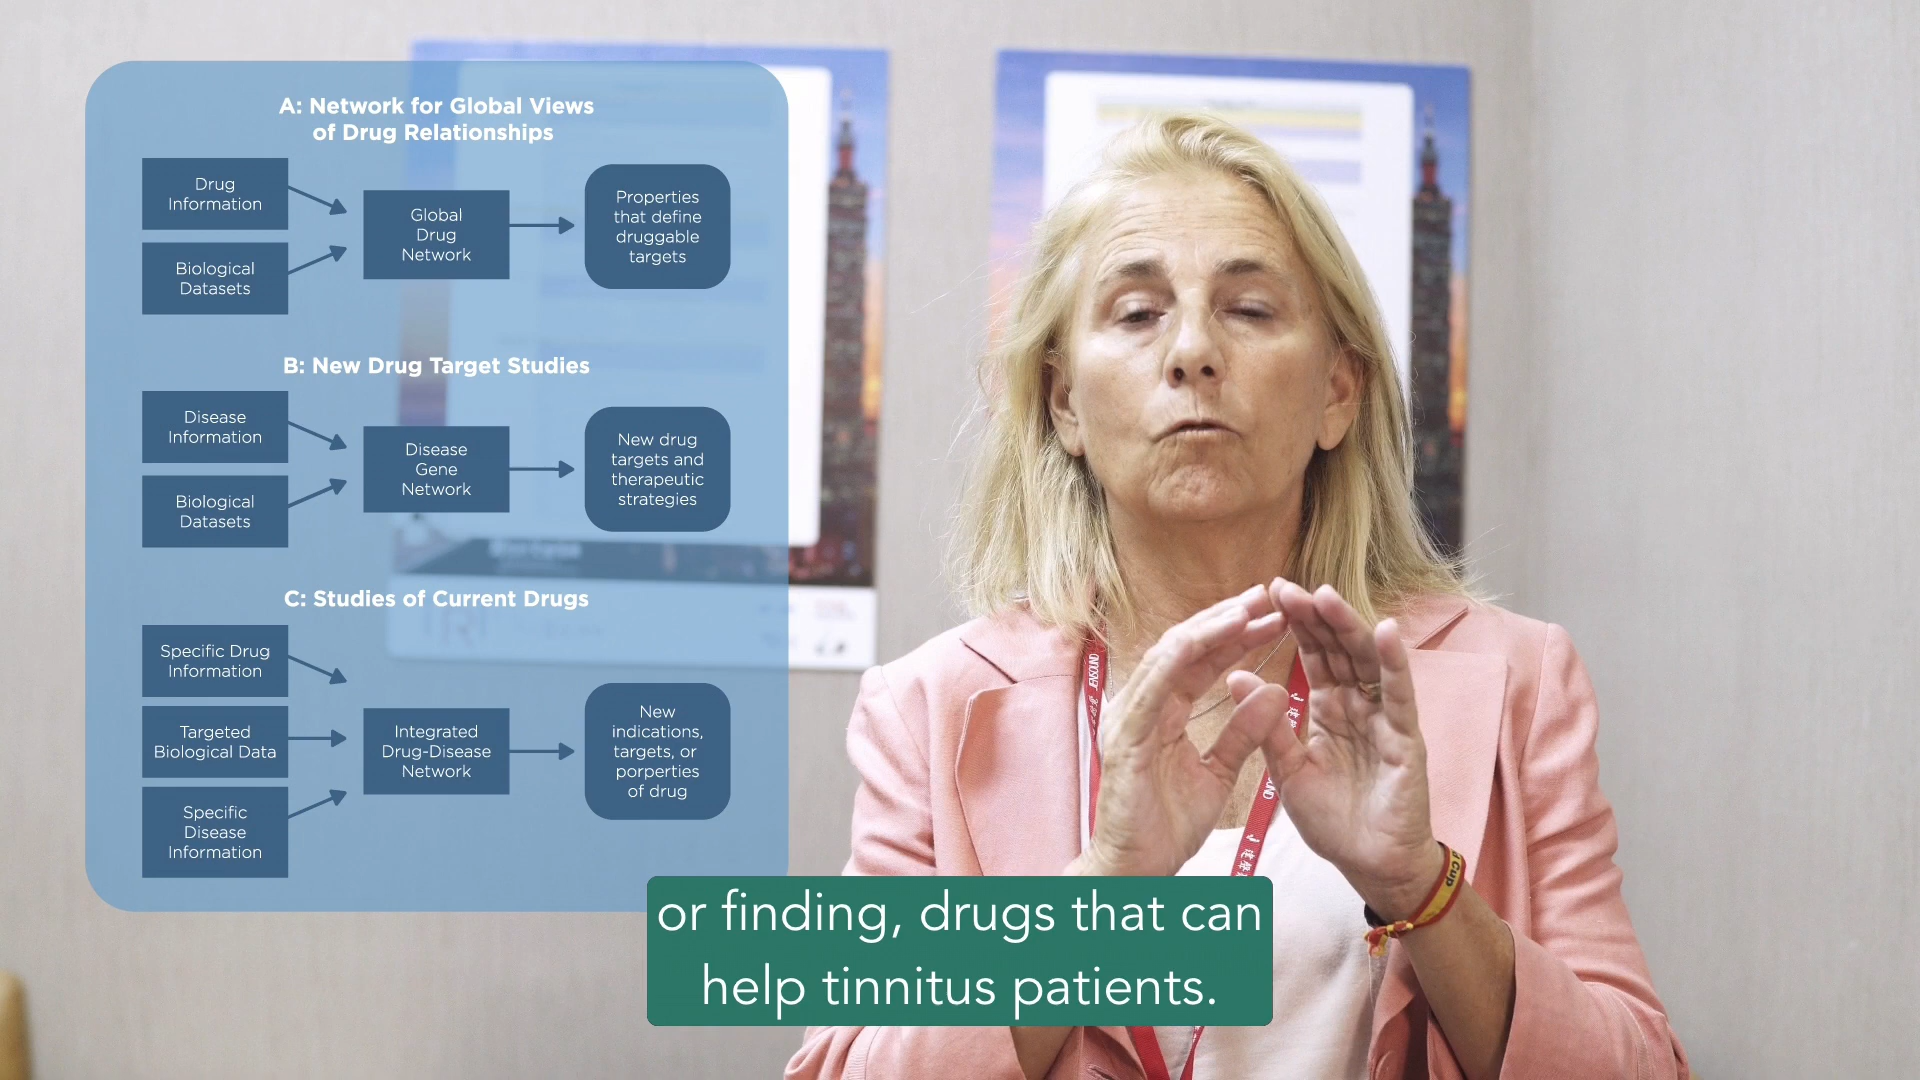 A: Network for Global Views
of Drug Relationships
Drug
Information
Biological
Datasets
Global
Drug
Network
Properties
that define
druggable
targets
B: New Drug Target Studies
Disease
Information
Biological
Datasets
Disease
Gene
Network
New drug
targets and
therapeutic
strategies
C: Studies of Current Drugs
Specific Drug
Information
Targeted
Biological Data
Specific
Disease
Information
Integrated
Drug-Disease
Network
New
indications,
targets, or
porperties
of drug
JENSOUND
Cup
or finding, drugs that can
help tinnitus patients.